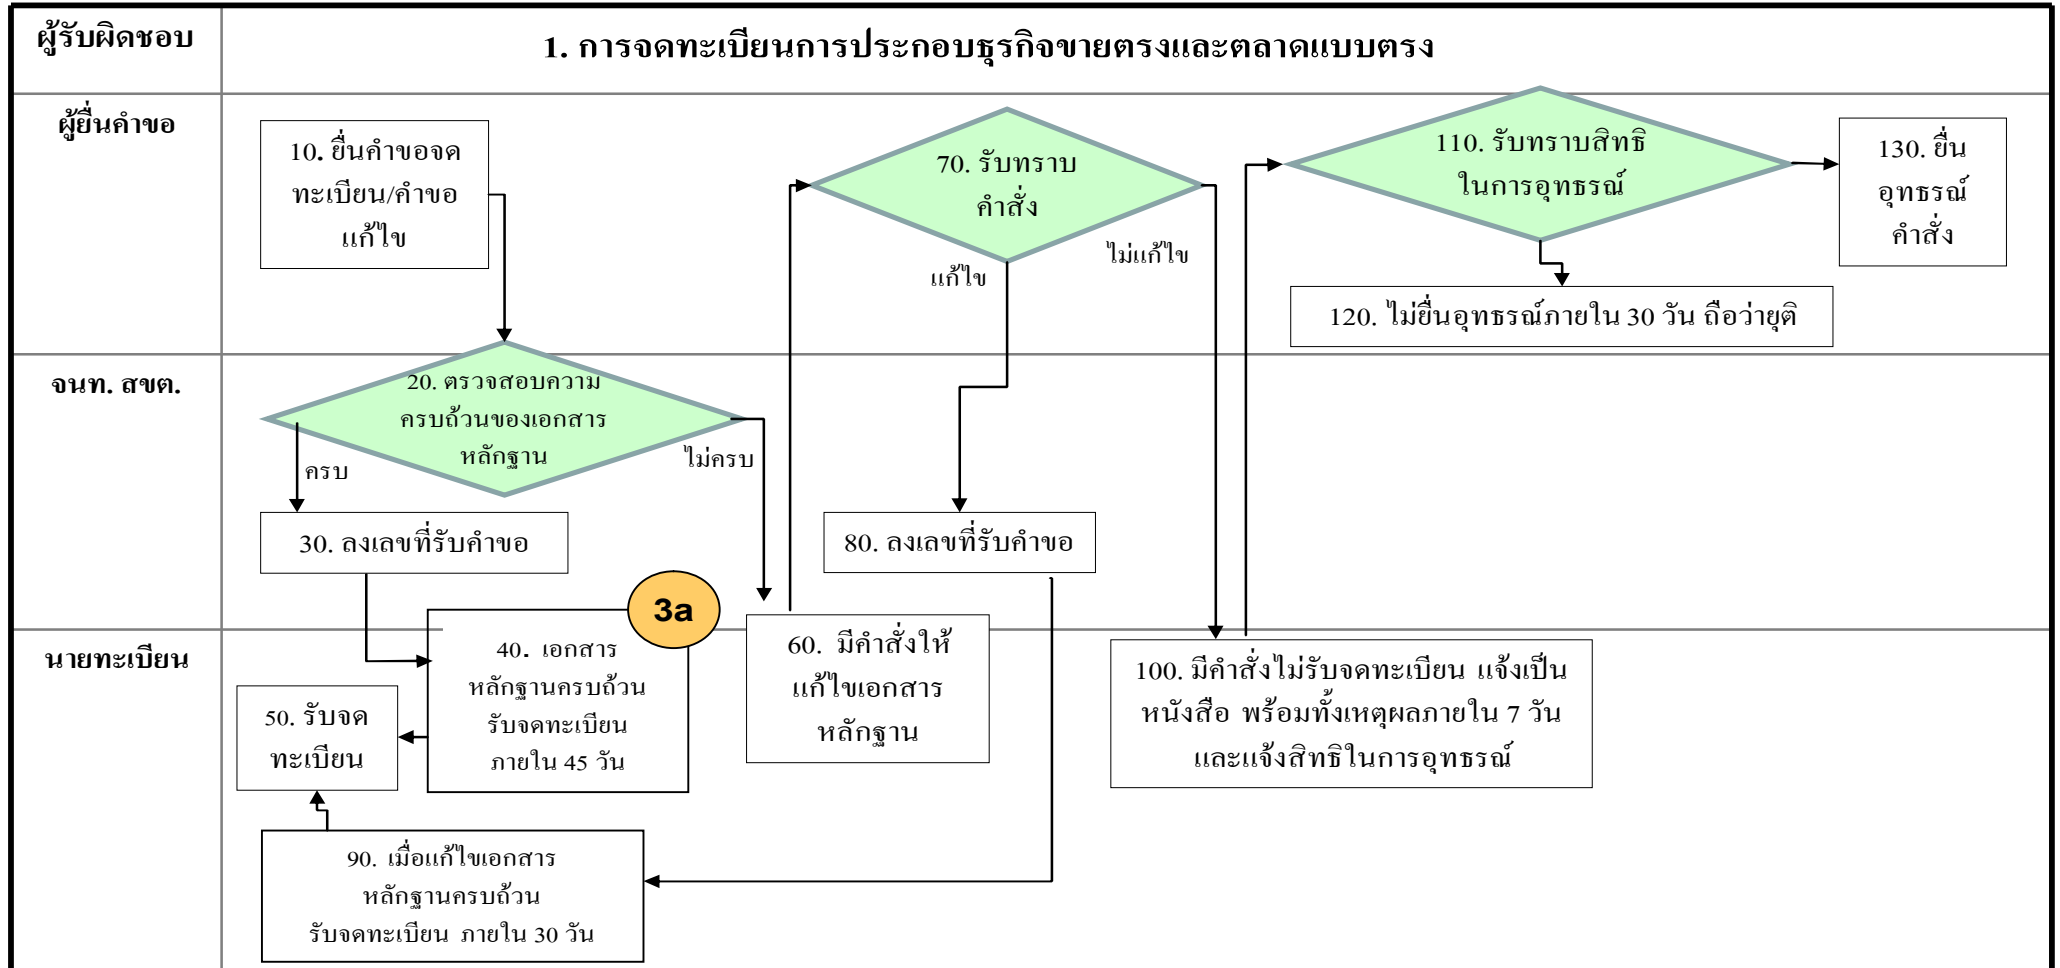 ผู้รับผิดชอบ
1. การจดทะเบียนการประกอบธุรกิจขายตรงและตลาดแบบตรง
ผู้ยื่นคำขอ
10. ยื่นคำขอจด
ทะเบียน/คำขอ
แก้ไข
70. รับทราบ
คำสั่ง
แก้ไข
ไม่แก้ไข
110. รับทราบสิทธิ
ในการอุทธรณ์
130. ยื่น
อุทธรณ์
คำสั่ง
120. ไม่ยื่นอุทธรณ์ภายใน 30 วัน ถือว่ายุติ
จนท. สขต.
20. ตรวจสอบความ
ครบถ้วนของเอกสาร
หลักฐาน
ครบ
ไม่ครบ
30. ลงเลขที่รับคำขอ
80. ลงเลขที่รับคำขอ
3a
นายทะเบียน
40. เอกสาร
หลักฐานครบถ้วน
รับจดทะเบียน
ภายใน 45 วัน
50. รับจด
ทะเบียน
60. มีคำสั่งให้
แก้ไขเอกสาร
หลักฐาน
100. มีคำสั่งไม่รับจดทะเบียน แจ้งเป็น
หนังสือ พร้อมทั้งเหตุผลภายใน 7 วัน
และแจ้งสิทธิในการอุทธรณ์
90. เมื่อแก้ไขเอกสาร
หลักฐานครบถ้วน
รับจดทะเบียน ภายใน 30 วัน